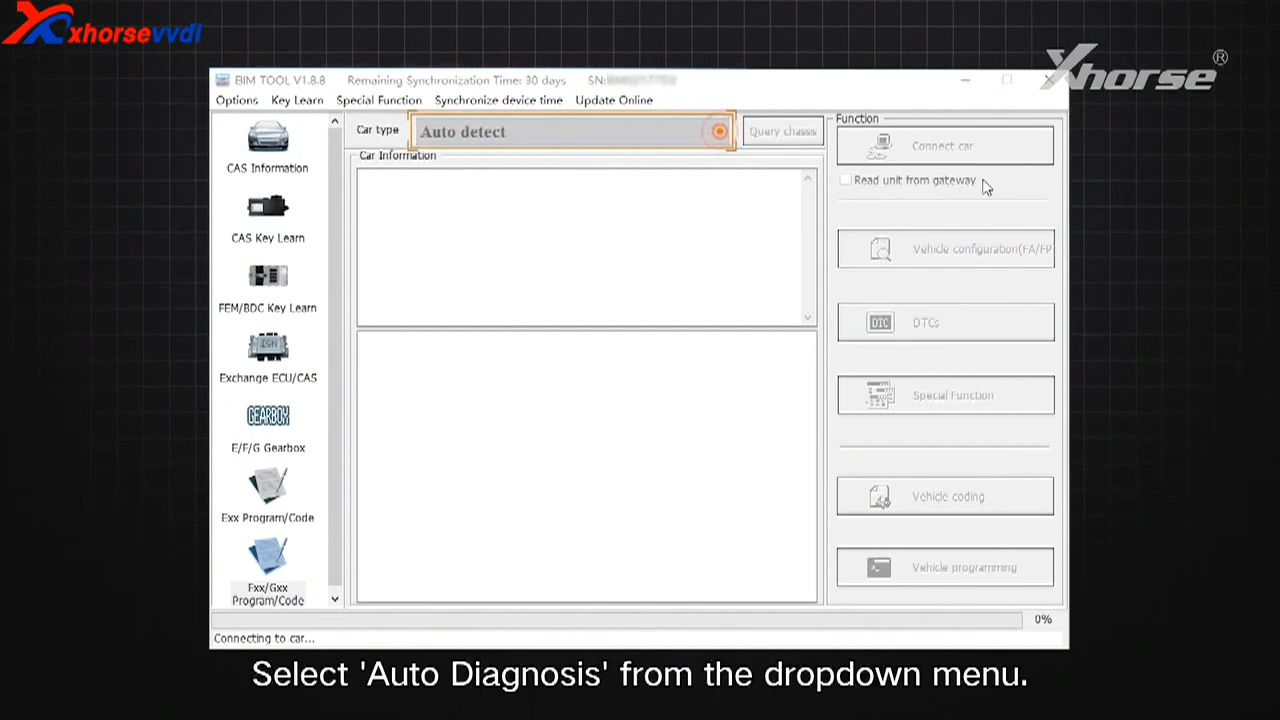 xhorsevvdi
Xhorse®
BIM TOOL V1.8.8 Remaining Synchronization Time: 30 days SN:
Options Key Learn Special Function Synchronize device time Update Online
Car type Auto detect Query chassis
Function
Car Information
Connect car
Read unit from gateway
CAS Information
CAS Key Learn
FEM/BDC Key Learn
IGN
Exchange ECU/CAS
GEARBOX
E/F/G Gearbox
Exx Program/Code
Fxx/Gxx
Program/Code
Vehicle configuration(FA/FP
DTC DTCs
Special Function
Vehicle coding
Vehicle programming
0%
Connecting to car...
Select 'Auto Diagnosis' from the dropdown menu.